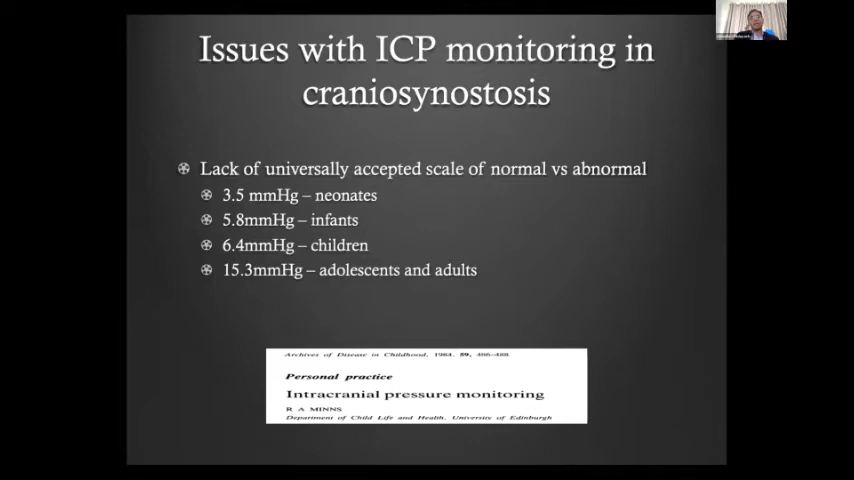 Issues with ICP monitoring in
craniosynostosis
Lack of universally accepted scale of normal vs abnormal
3.5 mmHg – neonates
5.8mmHg – infants
6.4mmHg – children
15.3mmHg – adolescents and adults
Archives of Disease in Childhood, 1984, 59, 486-488
Personal practice
Intracranial pressure monitoring
R A MINNS
Department of Child Life and Health, University of Edinburgh